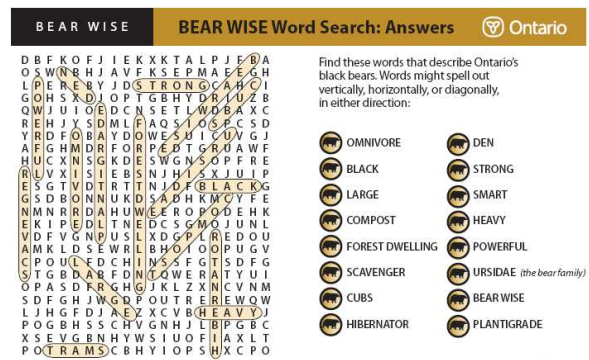 BEAR WISE
BEAR WISE Word Search: Answers
Ontario
D B F K O F J I E K X K T A L P J F B A
O S W N B H J A V F K S E P M A E E G H
L P E R E B Y J D S T R O N G C A H C I
G O H S X D J O P T G B H Y D R I U Z B
Q W J U I O E D C N S E T L W D B A X C
R E H J Y S D M L F A Q S I O S P C S D
Y R D F O B A Y D O W E S U I C U V G J
A F G H M D R F O R P E D T G R U A W F
H U C X N S G K D E S W G N S O P F R E
R L V X I S I E B S N J H I S X J U I P
E S G T V D T R T T N J D F B L A C K G
G S D B O N N U K D S A D H K M C Y F E
N M N R R D A H U W E E R O P O D E H K
E K I P E D L T N E D C S G M O J U N L
V D F V G N U U S L X D G P L R E D O U
A M K L D S E W R L B H O I O O P U G V
C P O U L F D C H I N S S F G T S D F G
S T G B D A B F D N T Q W E R A T Y U I
O P A S D F R G H G J K L Z X N C V N M
S D F G H J W G D P O U T R E R E W Q W
L J H G F D J A E Z X C V B H E A V Y J
P O G B H S S C H V G N H J L B P G B C
X S E V G B N H Y W S I U O F I A X L T
P O T R A M S C B H Y I O P S H X C P O
Find these words that describe Ontario's
black bears. Words might spell out
vertically, horizontally, or diagonally,
in either direction:
OMNIVORE
BLACK
LARGE
COMPOST
FOREST DWELLING
SCAVENGER
CUBS
HIBERNATOR
DEN
STRONG
SMART
HEAVY
POWERFUL
URSIDAE (the bear family)
BEAR WISE
PLANTIGRADE